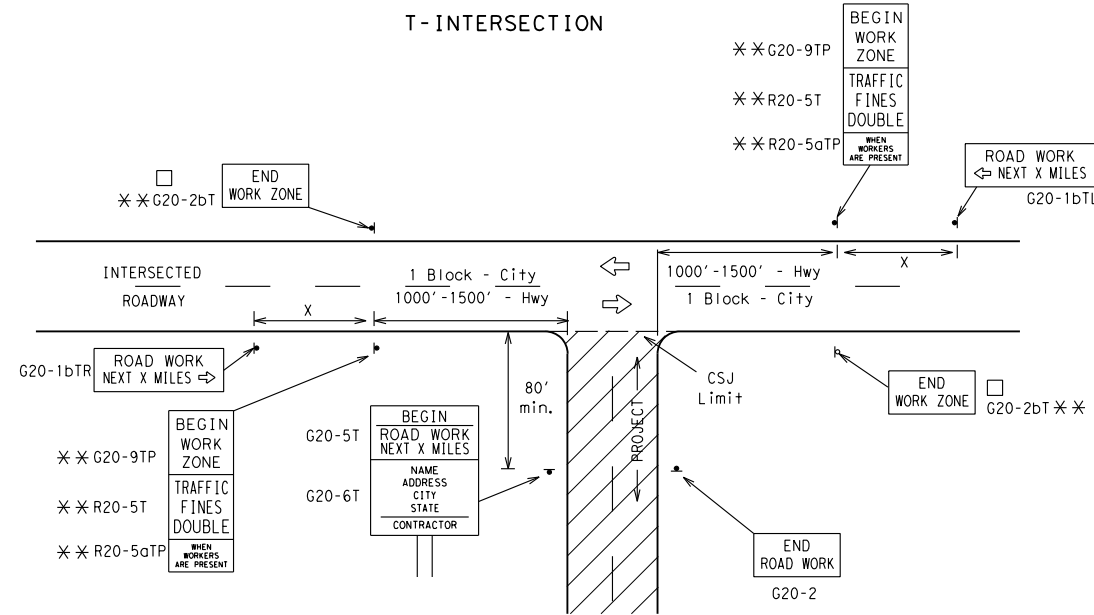 T-INTERSECTION
BEGIN
WORK
ZONE
TRAFFIC
FINES
DOUBLE
WHEN
WORKERS
ARE PRESENT
**G20-9TP
**R20-5T
**R20-5aTP
ROAD WORK
⇦ NEXT X MILES
G20-1bTL
END
WORK ZONE
□
**G20-2bT
INTERSECTED
ROADWAY
X
1 Block - City
1000'-1500' - Hwy
1000'-1500' - Hwy
1 Block - City
X
G20-1bTR
ROAD WORK
NEXT X MILES ⇨
80'
min.
CSJ
Limit
PROJECT
END
WORK ZONE
□
G20-2bT **
BEGIN
WORK
ZONE
TRAFFIC
FINES
DOUBLE
WHEN
WORKERS
ARE PRESENT
** G20-9TP
** R20-5T
** R20-5aTP
G20-5T
G20-6T
BEGIN
ROAD WORK
NEXT X MILES
NAME
ADDRESS
CITY
STATE
CONTRACTOR
END
ROAD WORK
G20-2